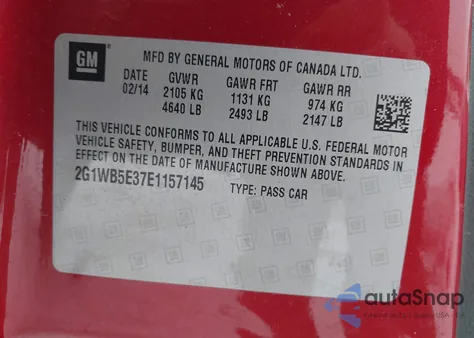 GM
MFD BY GENERAL MOTORS OF CANADA LTD.
DATE GVWR GAWR FRT GAWR RR
02/14 2105 KG 1131 KG 974 KG
4640 LB 2493 LB 2147 LB
THIS VEHICLE CONFORMS TO ALL APPLICABLE U.S. FEDERAL MOTOR
VEHICLE SAFETY, BUMPER, AND THEFT PREVENTION STANDARDS IN
EFFECT ON THE DATE OF MANUFACTURE SHOWN ABOVE.
2G1WB5E37E1157145 TYPE: PASS CAR
autoSnap